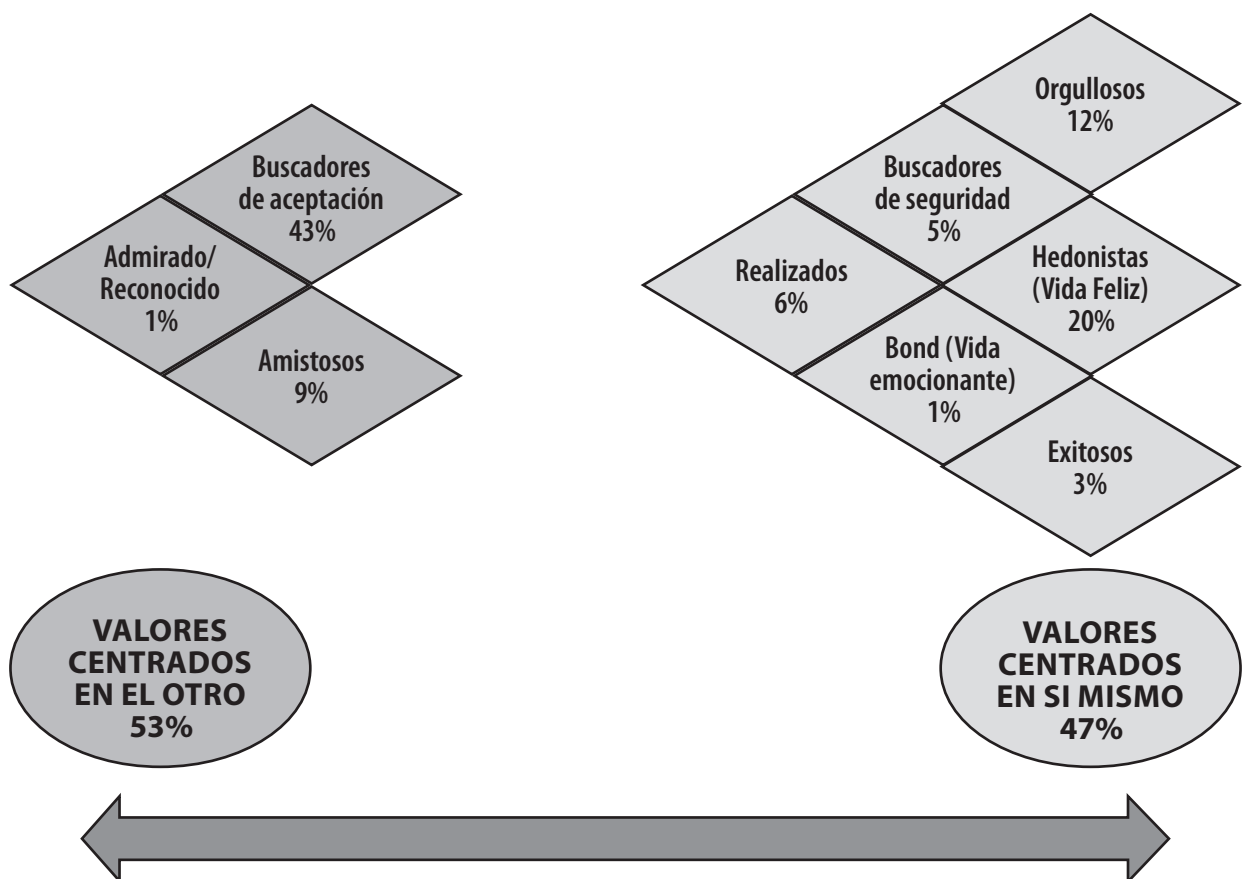 Buscadores
de aceptación
43%
Admirado/
Reconocido
1%
Amistosos
9%
Orgullosos
12%
Buscadores
de seguridad
5%
Realizados
6%
Hedonistas
(Vida Feliz)
20%
Bond (Vida
emocionante)
1%
Exitosos
3%
VALORES
CENTRADOS
EN EL OTRO
53%
VALORES
CENTRADOS
EN SI MISMO
47%